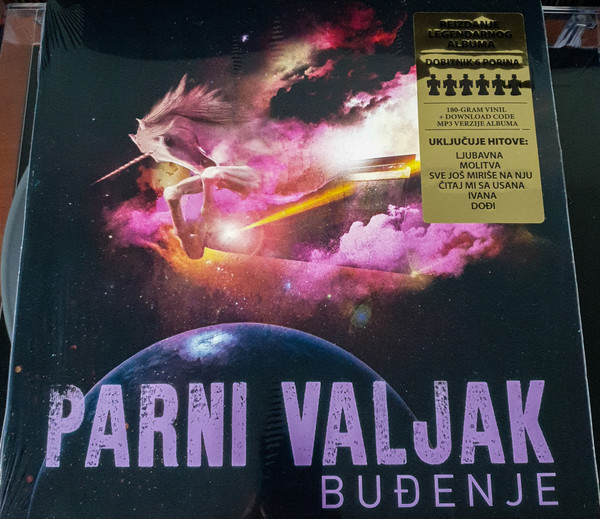 REIZDANJE
LEGENDARNOG
ALBUMA
DOBITNIK 6 PORINA
180-GRAM VINIL
+ DOWNLOAD CODE
MP3 VERZIJE ALBUMA
UKLJUČUJE HITOVE:
LJUBAVNA
MOLITVA
SVE JOŠ MIRIŠE NA NJU
ČITAJ MI SA USANA
IVANA
DOĐI
PARNI VALJAK
BUĐENJE